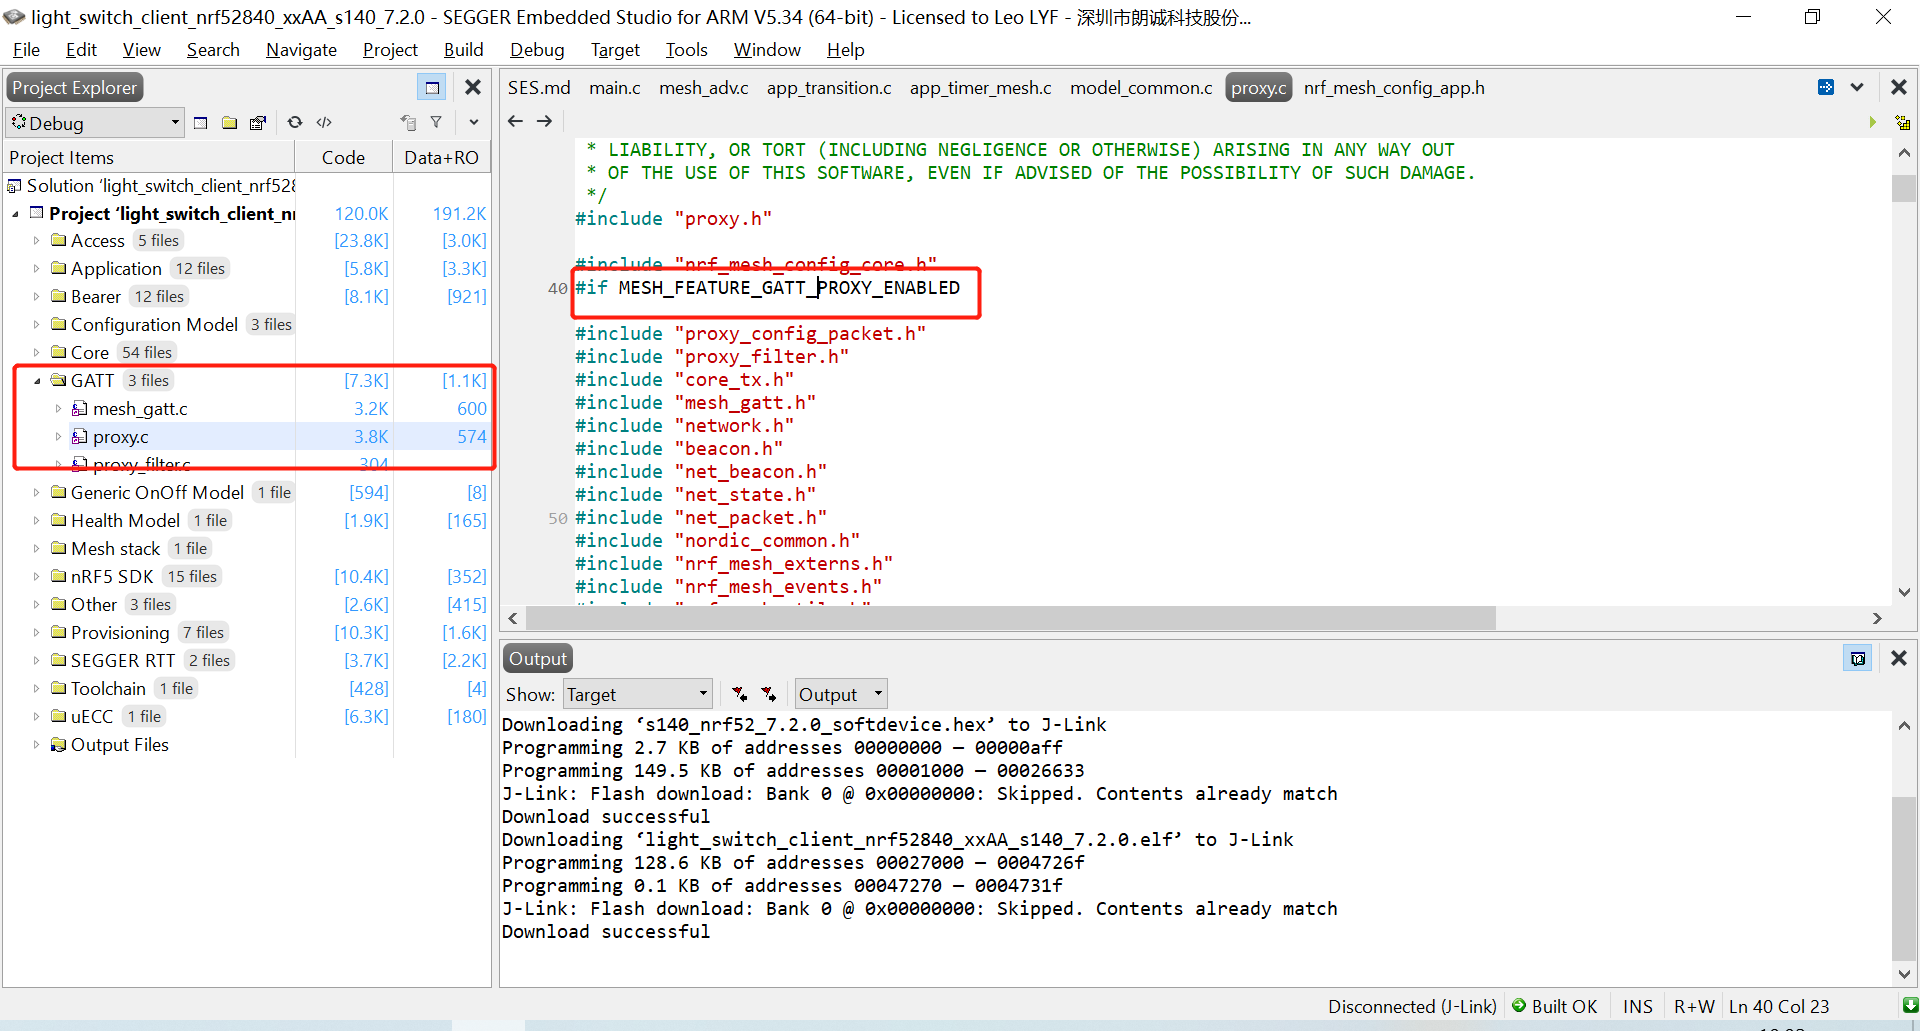 light_switch_client_nrf52840_xxAA_s140_7.2.0 - SEGGER Embedded Studio for ARM V5.34 (64-bit) - Licensed to Leo LYF - 深圳市朗诚科技股份...
File Edit View Search Navigate Project Build Debug Target Tools Window Help
Project Explorer
Debug
Project Items Code Data+RO
Solution ‘light_switch_client_nrf528
Project ‘light_switch_client_nr 120.0K 191.2K
Access 5 files [23.8K] [3.0K]
Application 12 files [5.8K] [3.3K]
Bearer 12 files [8.1K] [921]
Configuration Model 3 files
Core 54 files
GATT 3 files [7.3K] [1.1K]
mesh_gatt.c 3.2K 600
proxy.c 3.8K 574
proxy_filter.c 304
Generic OnOff Model 1 file [594] [8]
Health Model 1 file [1.9K] [165]
Mesh stack 1 file
nRF5 SDK 15 files [10.4K] [352]
Other 3 files [2.6K] [415]
Provisioning 7 files [10.3K] [1.6K]
SEGGER RTT 2 files [3.7K] [2.2K]
Toolchain 1 file [428] [4]
uECC 1 file [6.3K] [180]
Output Files
SES.md main.c mesh_adv.c app_transition.c app_timer_mesh.c model_common.c proxy.c nrf_mesh_config_app.h
* LIABILITY, OR TORT (INCLUDING NEGLIGENCE OR OTHERWISE) ARISING IN ANY WAY OUT
* OF THE USE OF THIS SOFTWARE, EVEN IF ADVISED OF THE POSSIBILITY OF SUCH DAMAGE.
*/
#include "proxy.h"
#include "nrf_mesh_config_core.h"
40 #if MESH_FEATURE_GATT_PROXY_ENABLED
#include "proxy_config_packet.h"
#include "proxy_filter.h"
#include "core_tx.h"
#include "mesh_gatt.h"
#include "network.h"
#include "beacon.h"
#include "net_beacon.h"
#include "net_state.h"
50 #include "net_packet.h"
#include "nordic_common.h"
#include "nrf_mesh_externs.h"
#include "nrf_mesh_events.h"
Output
Show: Target Output
Downloading ‘s140_nrf52_7.2.0_softdevice.hex’ to J-Link
Programming 2.7 KB of addresses 00000000 — 00000aff
Programming 149.5 KB of addresses 00001000 — 00026633
J-Link: Flash download: Bank 0 @ 0x00000000: Skipped. Contents already match
Download successful
Downloading ‘light_switch_client_nrf52840_xxAA_s140_7.2.0.elf’ to J-Link
Programming 128.6 KB of addresses 00027000 — 0004726f
Programming 0.1 KB of addresses 00047270 — 0004731f
J-Link: Flash download: Bank 0 @ 0x00000000: Skipped. Contents already match
Download successful
Disconnected (J-Link) Built OK INS R+W Ln 40 Col 23